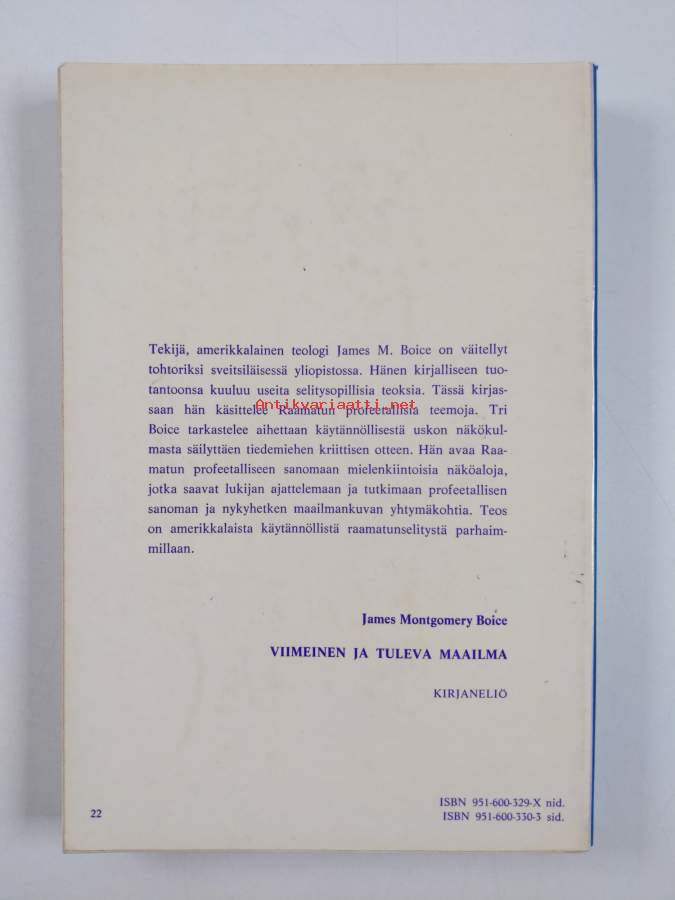 Tekijä, amerikkalainen teologi James M. Boice on väitellyt
tohtoriksi sveitsiläisessä yliopistossa. Hänen kirjalliseen tuo-
tantoonsa kuuluu useita selitysopillisia teoksia. Tässä kirjas-
Antikvariaatti.net
saan hän käsittelee Raamatun profeetallisia teemoja. Tri
Boice tarkastelee aihettaan käytännöllisestä uskon näkökul-
masta säilyttäen tiedemiehen kriittisen otteen. Hän avaa Raa-
matun profeetalliseen sanomaan mielenkiintoisia näköaloja,
jotka saavat lukijan ajattelemaan ja tutkimaan profeetallisen
sanoman ja nykyhetken maailmankuvan yhtymäkohtia. Teos
on amerikkalaista käytännöllistä raamatunselitystä parhaim-
millaan.
James Montgomery Boice
VIIMEINEN JA TULEVA MAAILMA
KIRJANELIÖ
ISBN 951-600-329-X nid.
ISBN 951-600-330-3 sid.
22